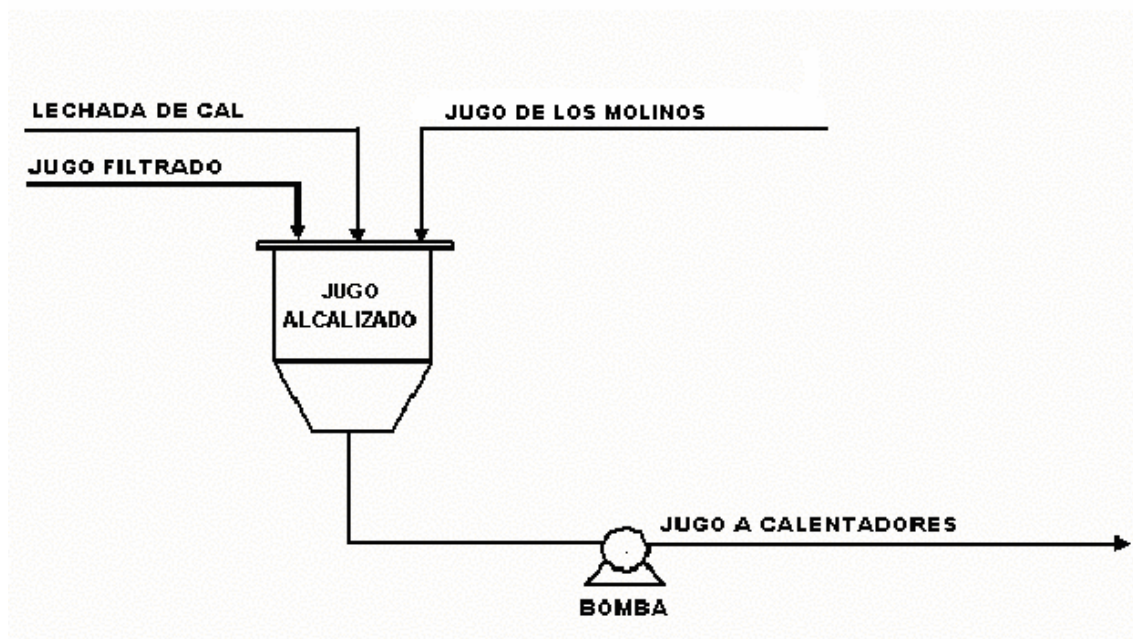 LECHADA DE CAL
JUGO DE LOS MOLINOS
JUGO FILTRADO
JUGO
ALCALIZADO
JUGO A CALENTADORES
BOMBA